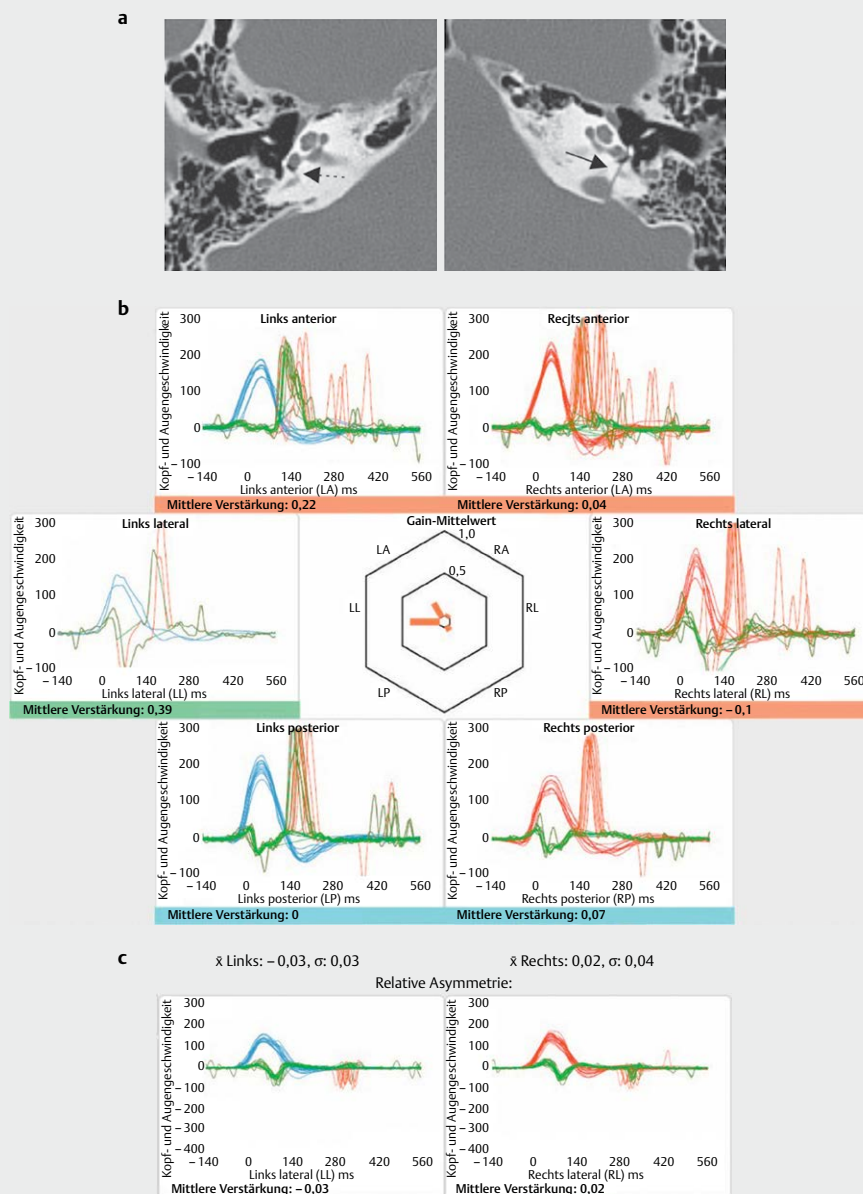 a
b
Kopf- und Augengeschwindigkeit
Links anterior
300
200
100
0
– 100
– 140 0 140 280 420 560
Links anterior (LA) ms
Mittlere Verstärkung: 0,22
Kopf- und Augengeschwindigkeit
Recjts anterior
300
200
100
0
– 100
– 140 0 140 280 420 560
Rechts anterior (LA) ms
Mittlere Verstärkung: 0,04
Kopf- und Augengeschwindigkeit
Links lateral
300
200
100
0
– 100
– 140 0 140 280 420 560
Links lateral (LL) ms
Mittlere Verstärkung: 0,39
Gain-Mittelwert
1,0
LA
RA
0,5
LL
RL
LP
RP
Kopf- und Augengeschwindigkeit
Rechts lateral
300
200
100
0
– 100
– 140 0 140 280 420 560
Rechts lateral (RL) ms
Mittlere Verstärkung: – 0,1
Kopf- und Augengeschwindigkeit
Links posterior
300
200
100
0
– 100
– 140 0 140 280 420 560
Links posterior (LP) ms
Mittlere Verstärkung: 0
Kopf- und Augengeschwindigkeit
Rechts posterior
300
200
100
0
– 100
– 140 0 140 280 420 560
Rechts posterior (RP) ms
Mittlere Verstärkung: 0,07
c
x̄ Links: – 0,03, σ: 0,03
x̄ Rechts: 0,02, σ: 0,04
Relative Asymmetrie:
Kopf- und Augengeschwindigkeit
300
200
100
0
– 100
– 200
– 300
– 400
– 140 0 140 280 420 560
Links lateral (LL) ms
Mittlere Verstärkung: – 0,03
Kopf- und Augengeschwindigkeit
300
200
100
0
– 100
– 200
– 300
– 400
– 140 0 140 280 420 560
Rechts lateral (RL) ms
Mittlere Verstärkung: 0,02